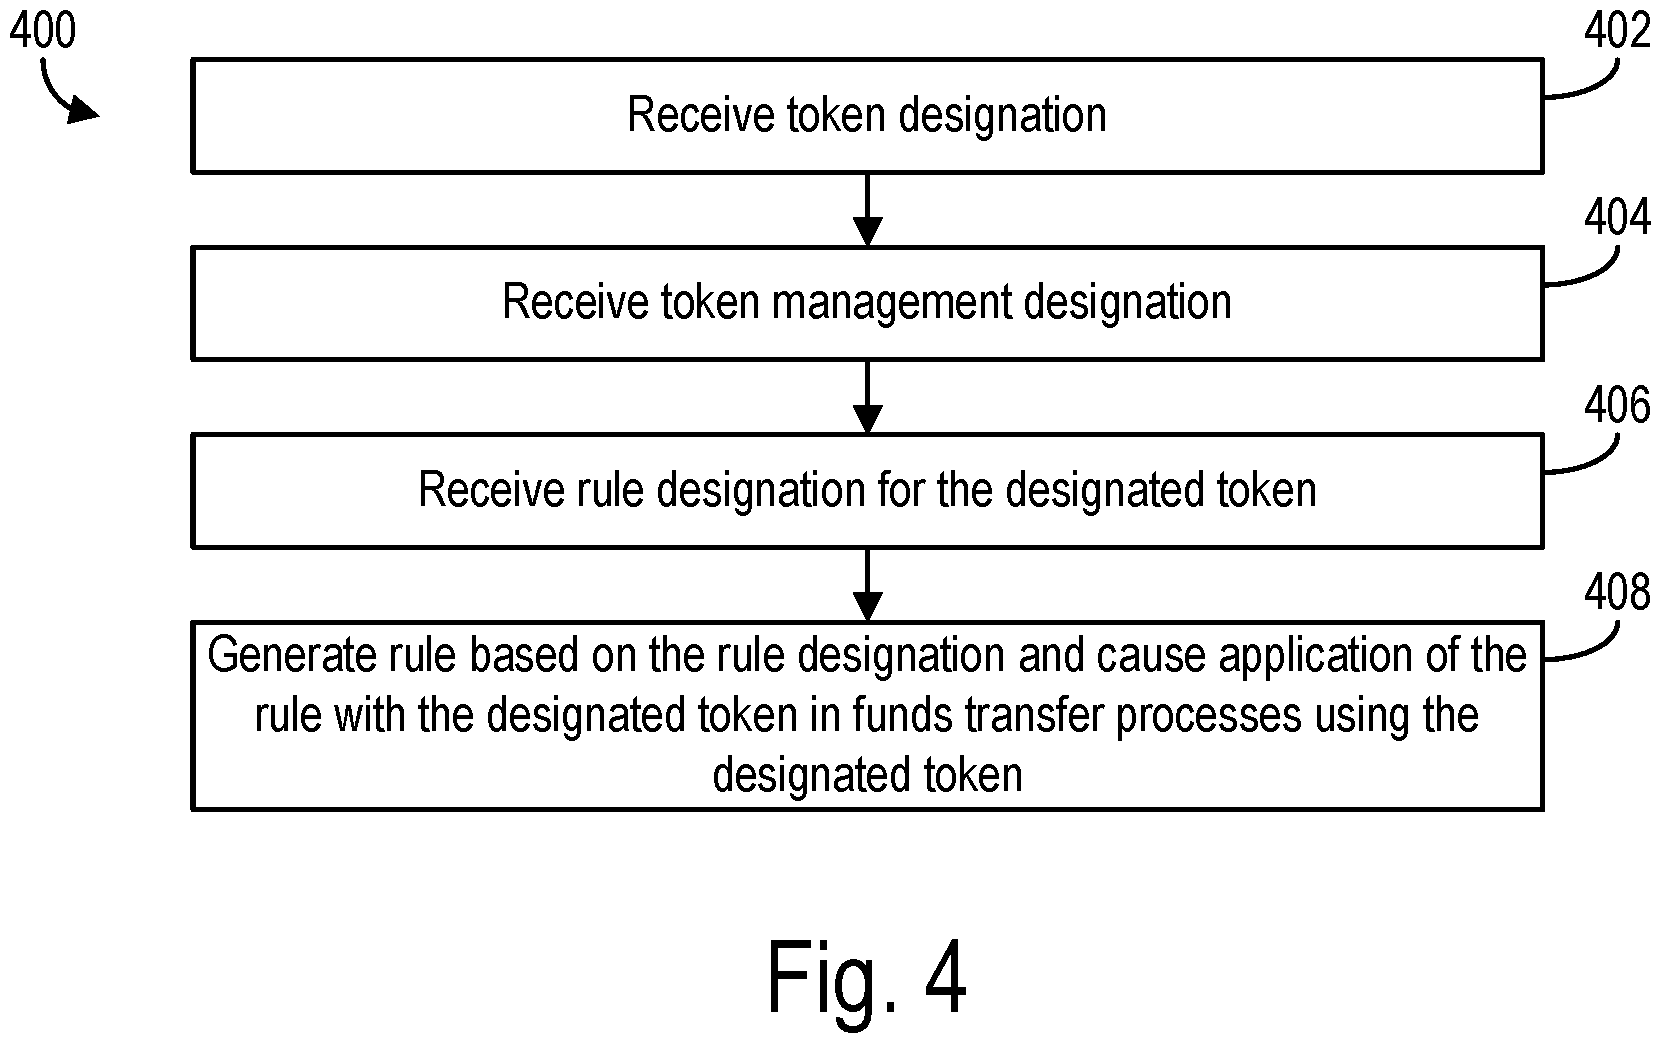 400
402
Receive token designation
404
Receive token management designation
406
Receive rule designation for the designated token
408
Generate rule based on the rule designation and cause application of the
rule with the designated token in funds transfer processes using the
designated token
Fig. 4